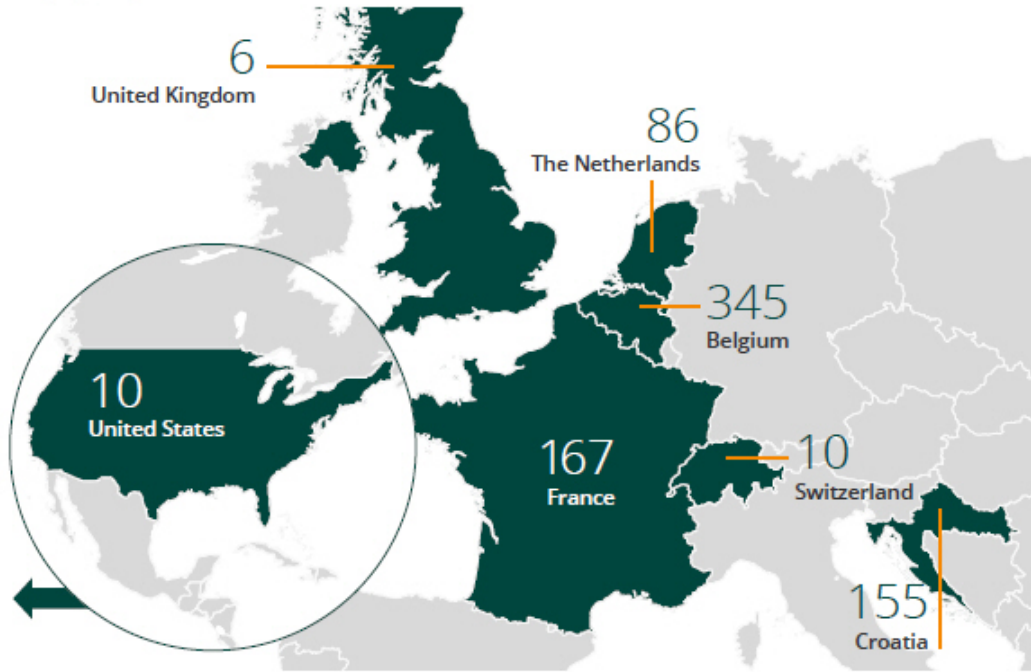 6
United Kingdom
86
The Netherlands
345
Belgium
10
United States
167
France
10
Switzerland
155
Croatia